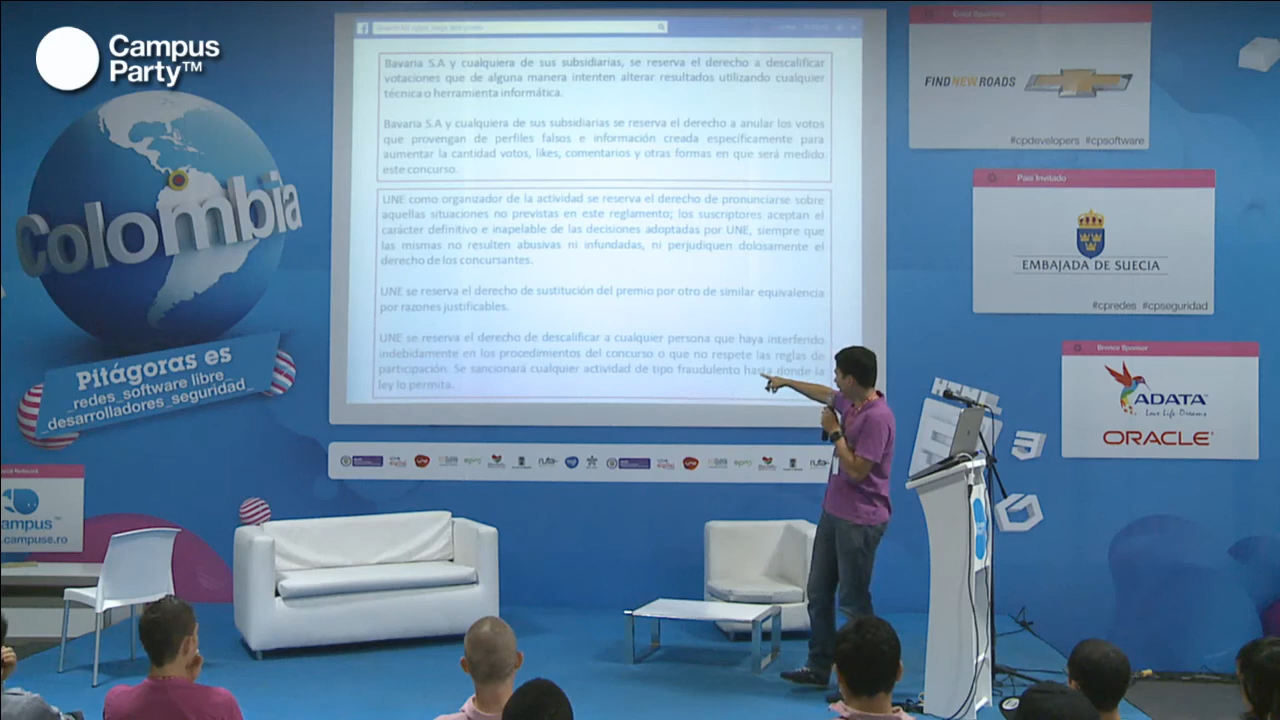 Campus
Party™
Colombia
Pitágoras es
_redes_software libre_
_desarrolladores_seguridad_
Bavaria S.A y cualquiera de sus subsidiarias, se reserva el derecho a descalificar
votaciones que de alguna manera intenten alterar resultados utilizando cualquier
técnica o herramienta informática.
Bavaria S.A y cualquiera de sus subsidiarias se reserva el derecho a anular los votos
que provengan de perfiles falsos e información creada específicamente para
aumentar la cantidad votos, likes, comentarios y otras formas en que será medido
este concurso.
UNE como organizador de la actividad se reserva el derecho de pronunciarse sobre
aquellas situaciones no previstas en este reglamento; los suscriptores aceptan el
carácter definitivo e inapelable de las decisiones adoptadas por UNE, siempre que
las mismas no resulten abusivas ni infundadas, ni perjudiquen dolosamente el
derecho de los concursantes.
UNE se reserva el derecho de sustitución del premio por otro de similar equivalencia
por razones justificables.
UNE se reserva el derecho de descalificar a cualquier persona que haya interferido
indebidamente en los procedimientos del concurso o que no respete las reglas de
participación. Se sancionará cualquier actividad de tipo fraudulento hasta donde la
ley lo permita.
FIND NEW ROADS
#cpdevelopers #cpsoftware
País Invitado
EMBAJADA DE SUECIA
#cpredes #cpseguridad
Bronce Sponsor
ADATA
Love Life Dreams
ORACLE
ampus™
.campuse.ro